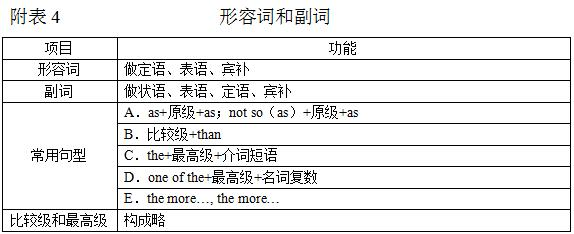 附表 4 形容词和副词
项目 功能
形容词 做定语、表语、宾补
副词 做状语、表语、定语、宾补
常用句型
A．as+原级+as；not so（as）+原级+as
B．比较级+than
C．the+最高级+介词短语
D．one of the+最高级+名词复数
E．the more…, the more…
比较级和最高级 构成略